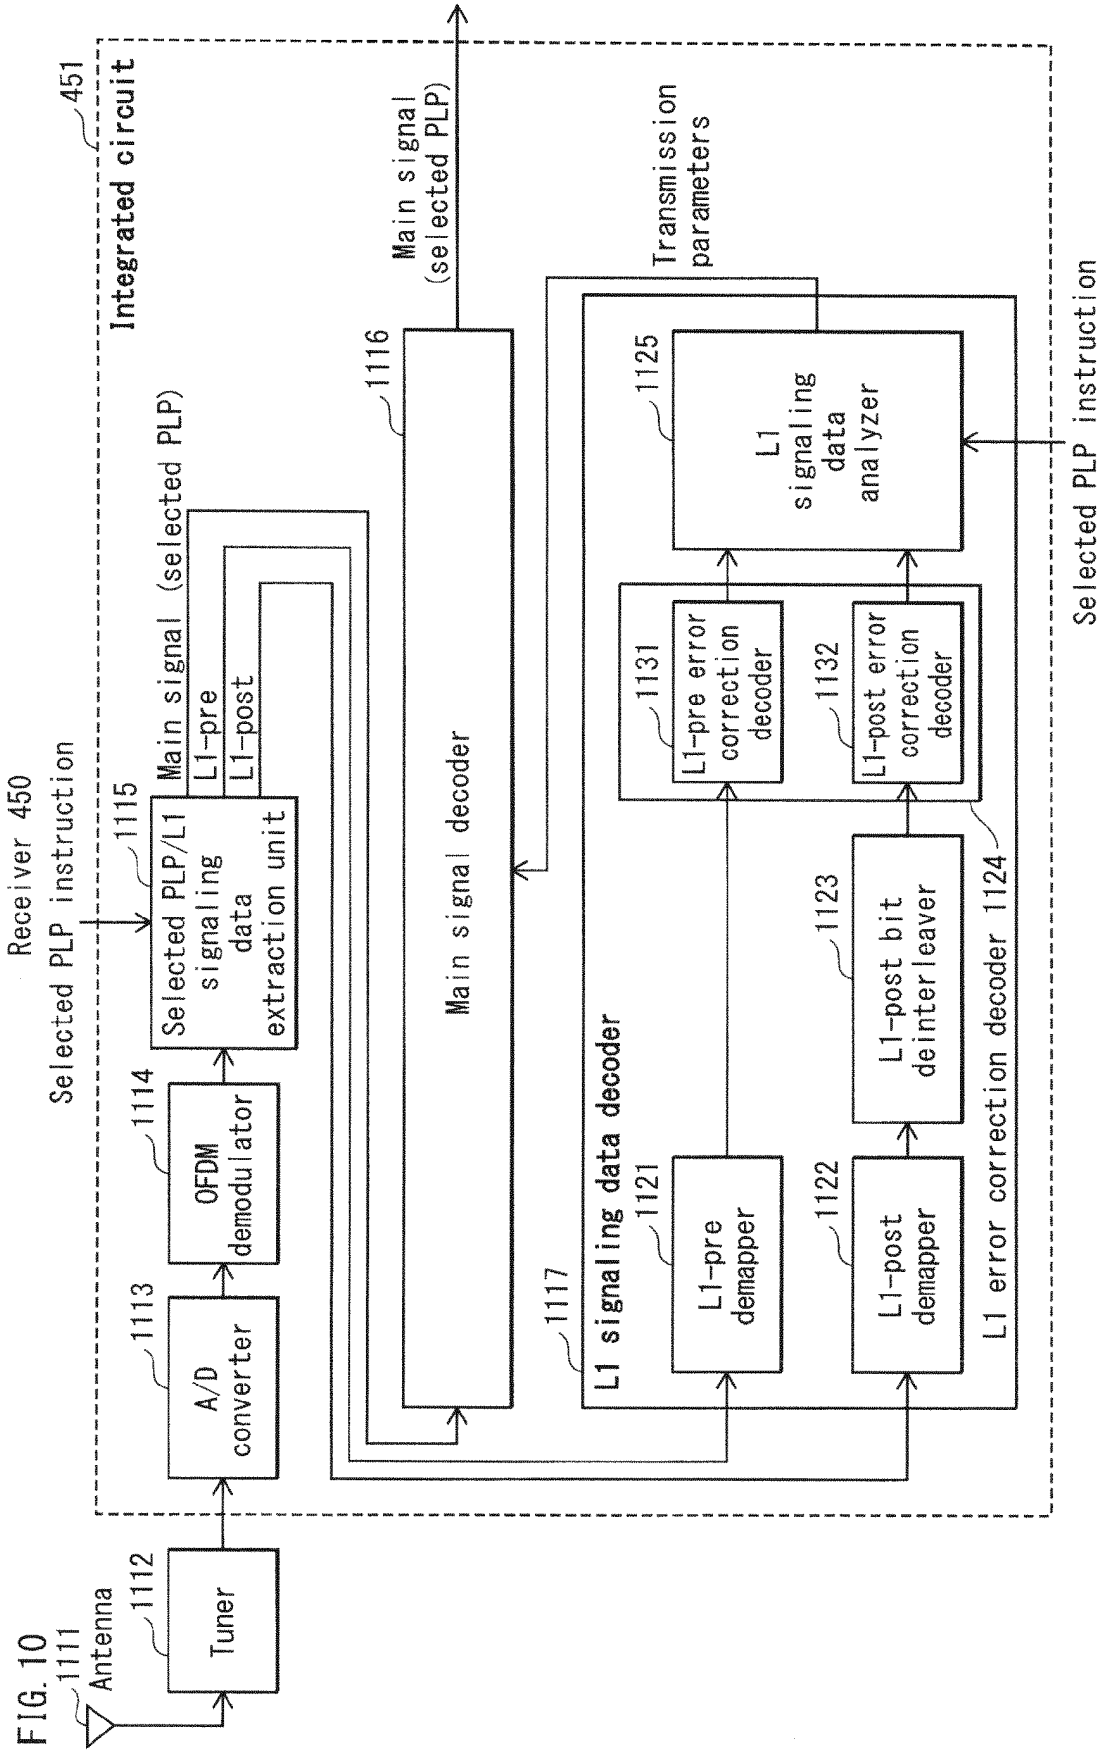 FIG. 10
Receiver 450
1111
Antenna
1112
Tuner
451
Integrated circuit
1113
A/D
converter
1114
OFDM
demodulator
Selected PLP instruction
1115
Selected PLP/L1
signaling
data
extraction unit
Main signal (selected PLP)
L1-pre
L1-post
1116
Main signal decoder
Main signal
(selected PLP)
Transmission
parameters
1117
L1 signaling data decoder
1121
L1-pre
demapper
1131
L1-pre error
correction
decoder
1125
L1
signaling
data
analyzer
1122
L1-post
demapper
1123
L1-post bit
deinterleaver
1132
L1-post error
correction
decoder
L1 error correction decoder 1124
Selected PLP instruction